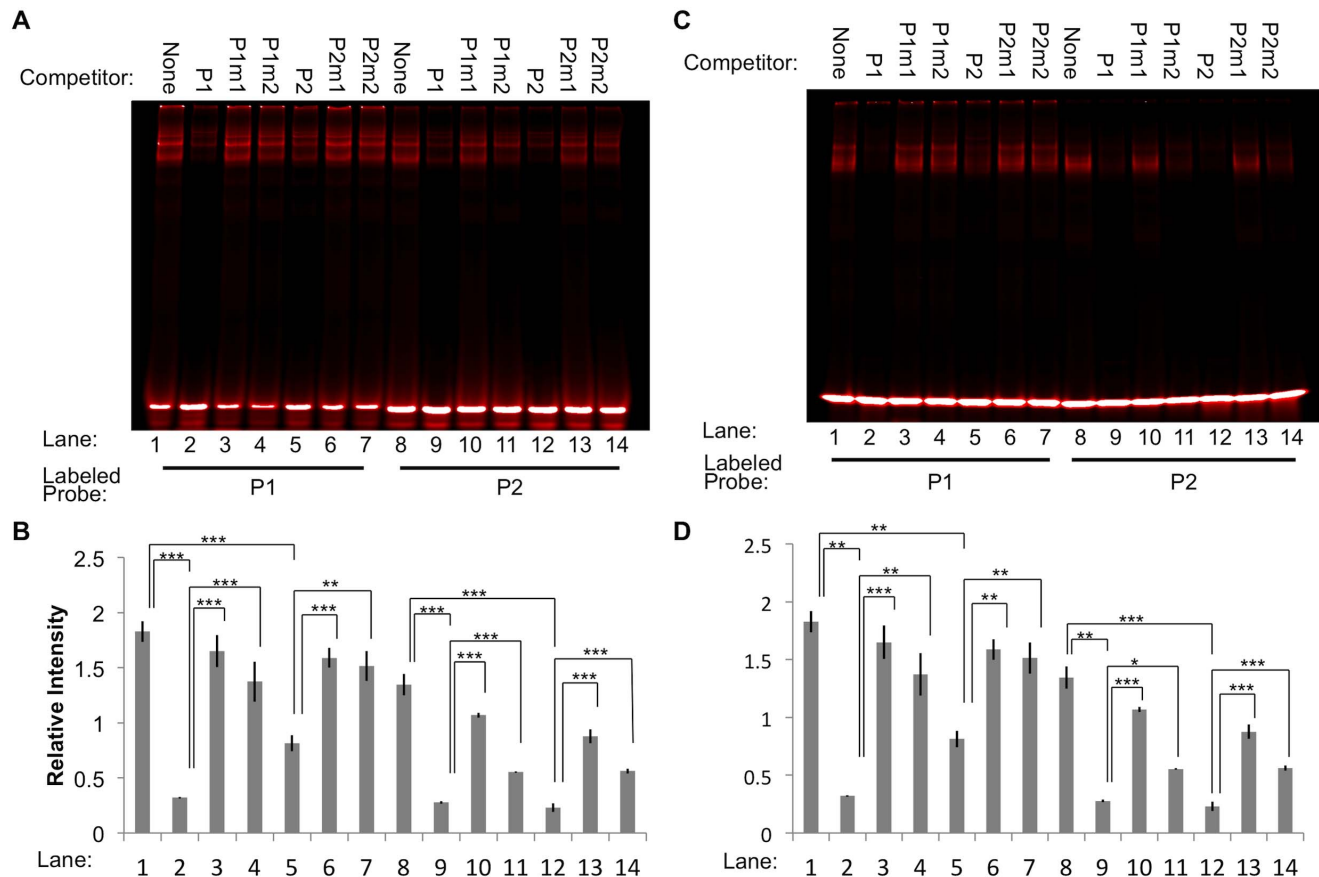 A
Competitor: None P1 P1m1 P1m2 P2 P2m1 P2m2 None P1 P1m1 P1m2 P2 P2m1 P2m2
Lane: 1 2 3 4 5 6 7 8 9 10 11 12 13 14
Labeled Probe: P1 P2
C
Competitor: None P1 P1m1 P1m2 P2 P2m1 P2m2 None P1 P1m1 P1m2 P2 P2m1 P2m2
Lane: 1 2 3 4 5 6 7 8 9 10 11 12 13 14
Labeled Probe: P1 P2
B
Relative Intensity
2.5
2
1.5
1
0.5
0
*** *** *** *** ** *** *** *** *** *** *** ***
Lane: 1 2 3 4 5 6 7 8 9 10 11 12 13 14
D
2.5
2
1.5
1
0.5
0
** ** ** *** ** ** *** ** * *** *** ***
Lane: 1 2 3 4 5 6 7 8 9 10 11 12 13 14